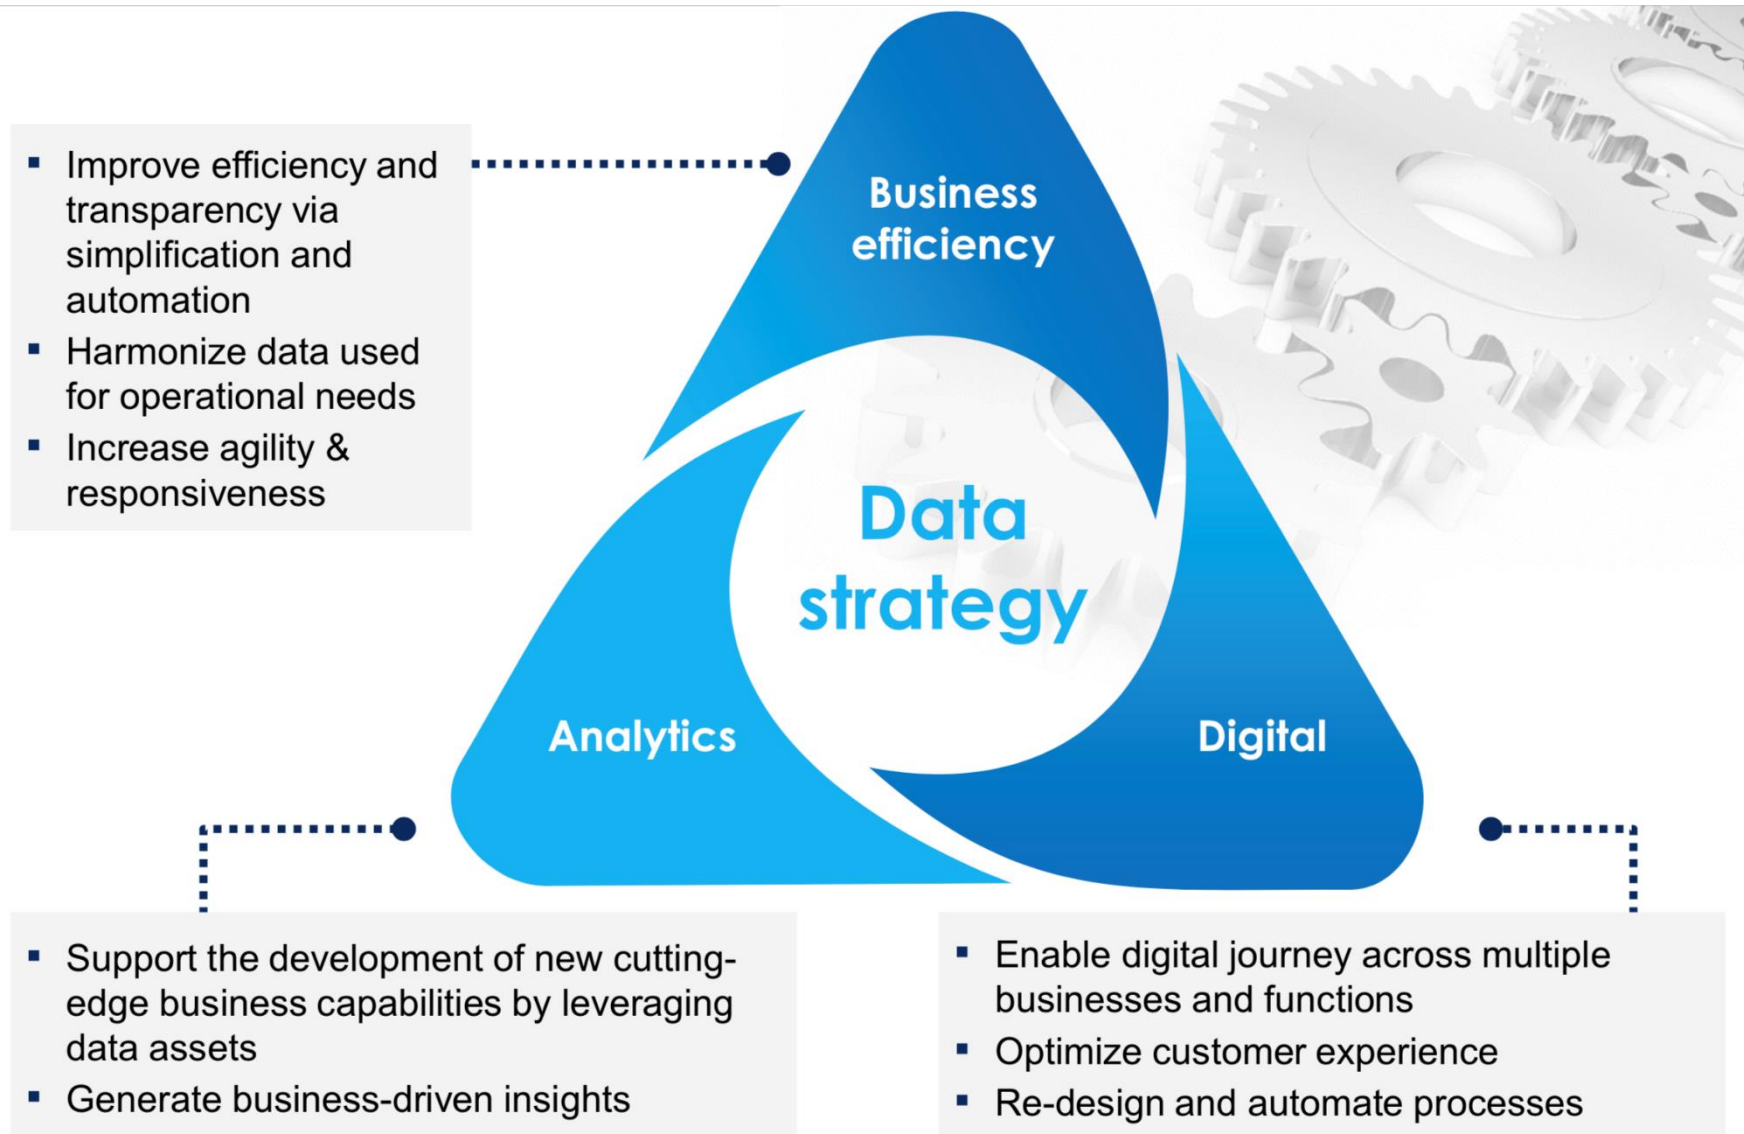 Business
efficiency
▪ Improve efficiency and
transparency via
simplification and
automation
▪ Harmonize data used
for operational needs
▪ Increase agility &
responsiveness
Data
strategy
Analytics
Digital
▪ Support the development of new cutting-
edge business capabilities by leveraging
data assets
▪ Generate business-driven insights
▪ Enable digital journey across multiple
businesses and functions
▪ Optimize customer experience
▪ Re-design and automate processes